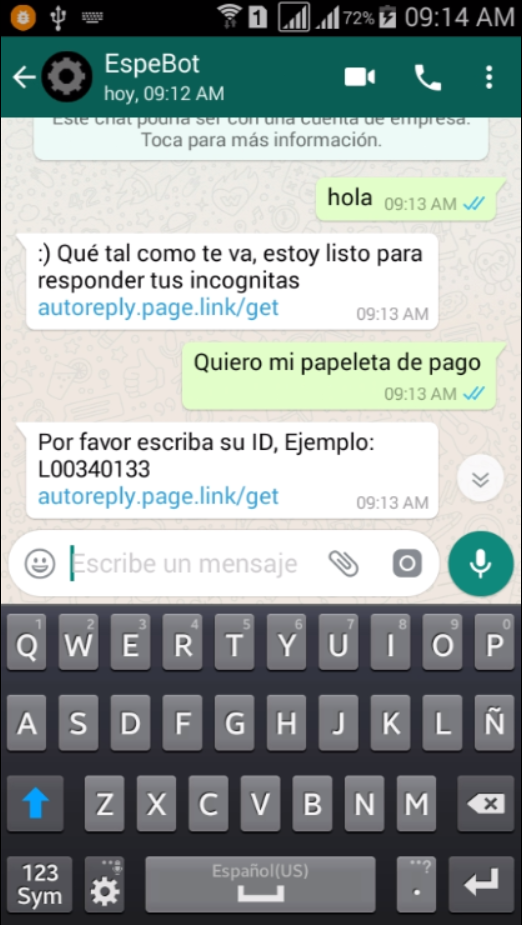 72% 09:14 AM
EspeBot
hoy, 09:12 AM
Este chat podría ser con una cuenta de empresa.
Toca para más información.
hola 09:13 AM
:) Qué tal como te va, estoy listo para
responder tus incognitas
autoreply.page.link/get 09:13 AM
Quiero mi papeleta de pago
09:13 AM
Por favor escriba su ID, Ejemplo:
L00340133
autoreply.page.link/get 09:13 AM
Escribe un mensaje
1 2 3 4 5 6 7 8 9 0
Q W E R T Y U I O P
A S D F G H J K L Ñ
Z X C V B N M
123
Sym
Español(US)
. ?